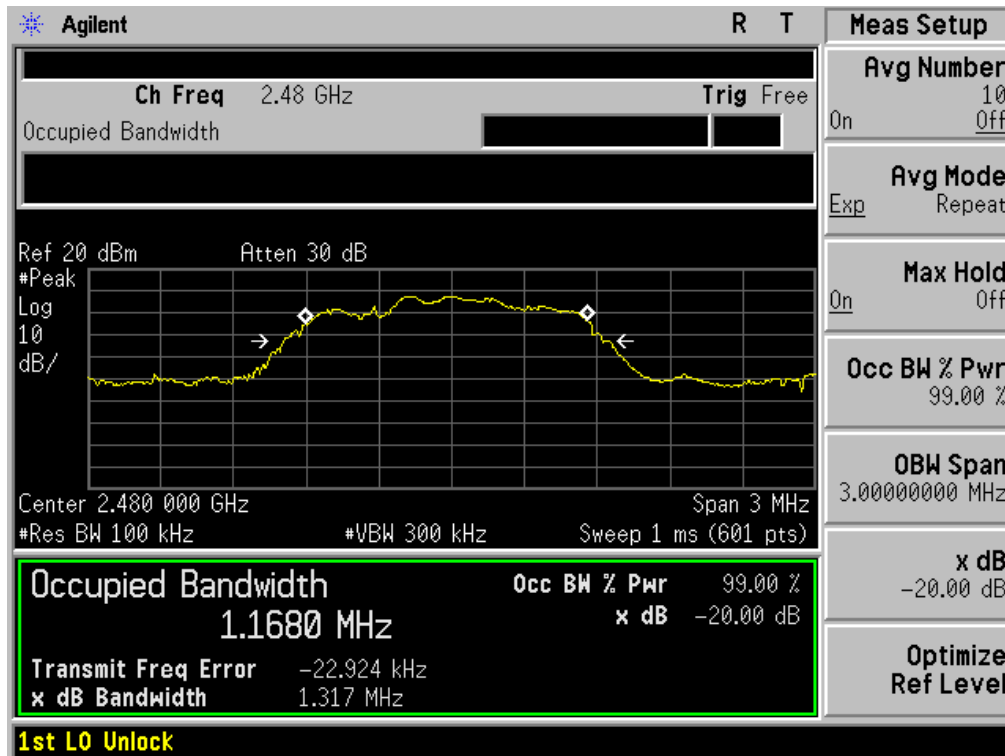 Agilent R T
Ch Freq 2.48 GHz Trig Free
Occupied Bandwidth
Ref 20 dBm Atten 30 dB
#Peak
Log
10
dB/
Center 2.480 000 GHz Span 3 MHz
#Res BW 100 kHz #VBW 300 kHz Sweep 1 ms (601 pts)
Occupied Bandwidth
1.1680 MHz
Occ BW % Pwr 99.00 %
x dB -20.00 dB
Transmit Freq Error -22.924 kHz
x dB Bandwidth 1.317 MHz
1st LO Unlock
Meas Setup
Avg Number
10
On Off
Avg Mode
Exp Repeat
Max Hold
On Off
Occ BW % Pwr
99.00 %
OBW Span
3.00000000 MHz
x dB
-20.00 dB
Optimize
Ref Level